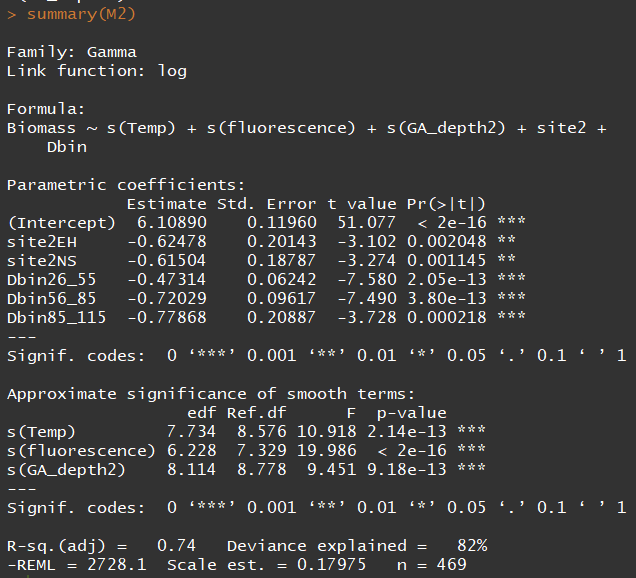 > summary(M2)
Family: Gamma
Link function: log
Formula:
Biomass ~ s(Temp) + s(fluorescence) + s(GA_depth2) + site2 +
    Dbin
Parametric coefficients:
            Estimate Std. Error t value Pr(>|t|)
(Intercept)  6.10890    0.11960  51.077  < 2e-16 ***
site2EH     -0.62478    0.20143  -3.102 0.002048 **
site2NS     -0.61504    0.18787  -3.274 0.001145 **
Dbin26_55   -0.47314    0.06242  -7.580 2.05e-13 ***
Dbin56_85   -0.72029    0.09617  -7.490 3.80e-13 ***
Dbin85_115  -0.77868    0.20887  -3.728 0.000218 ***
---
Signif. codes:  0 ‘***’ 0.001 ‘**’ 0.01 ‘*’ 0.05 ‘.’ 0.1 ‘ ’ 1
Approximate significance of smooth terms:
                  edf Ref.df      F  p-value
s(Temp)         7.734  8.576 10.918 2.14e-13 ***
s(fluorescence) 6.228  7.329 19.986  < 2e-16 ***
s(GA_depth2)    8.114  8.778  9.451 9.18e-13 ***
---
Signif. codes:  0 ‘***’ 0.001 ‘**’ 0.01 ‘*’ 0.05 ‘.’ 0.1 ‘ ’ 1
R-sq.(adj) =   0.74   Deviance explained =   82%
-REML = 2728.1  Scale est. = 0.17975   n = 469